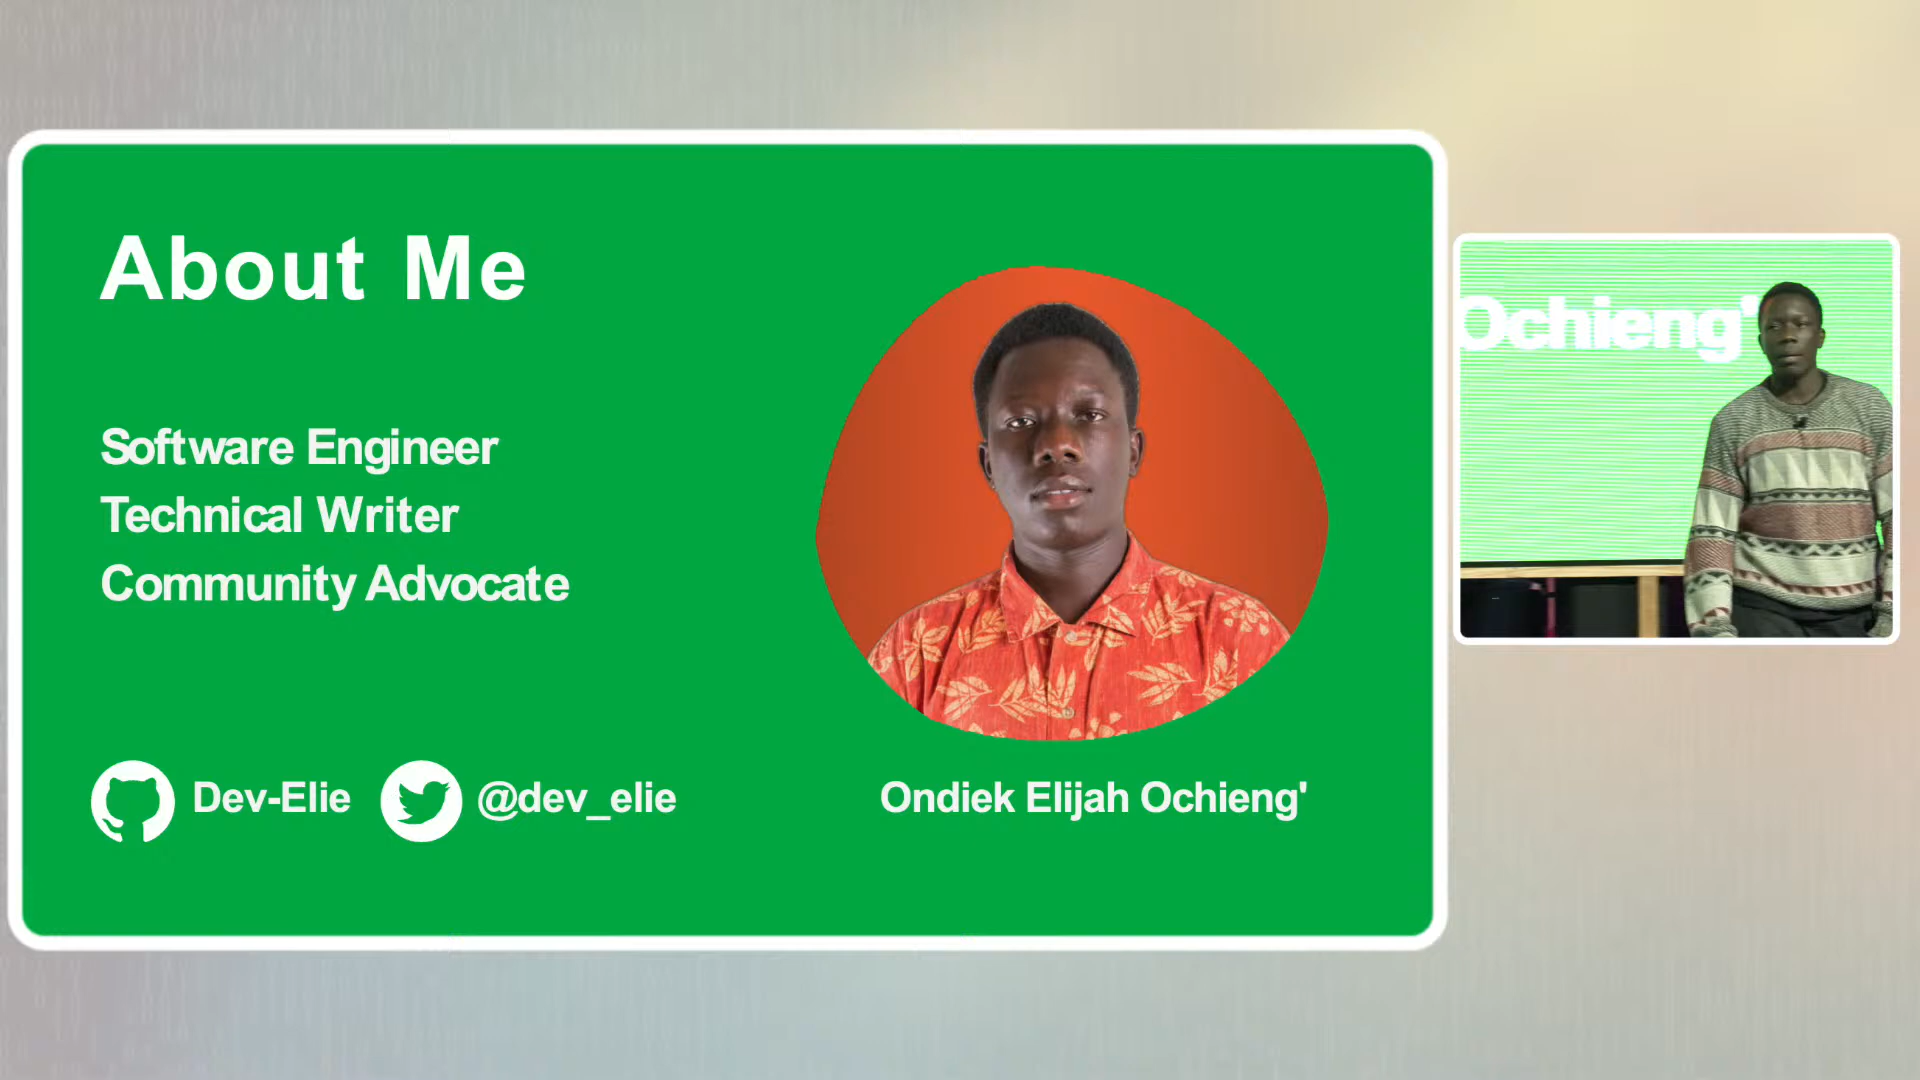 About Me
Software Engineer
Technical Writer
Community Advocate
Dev-Elie
@dev_elie
Ondiek Elijah Ochieng'
Ochieng'